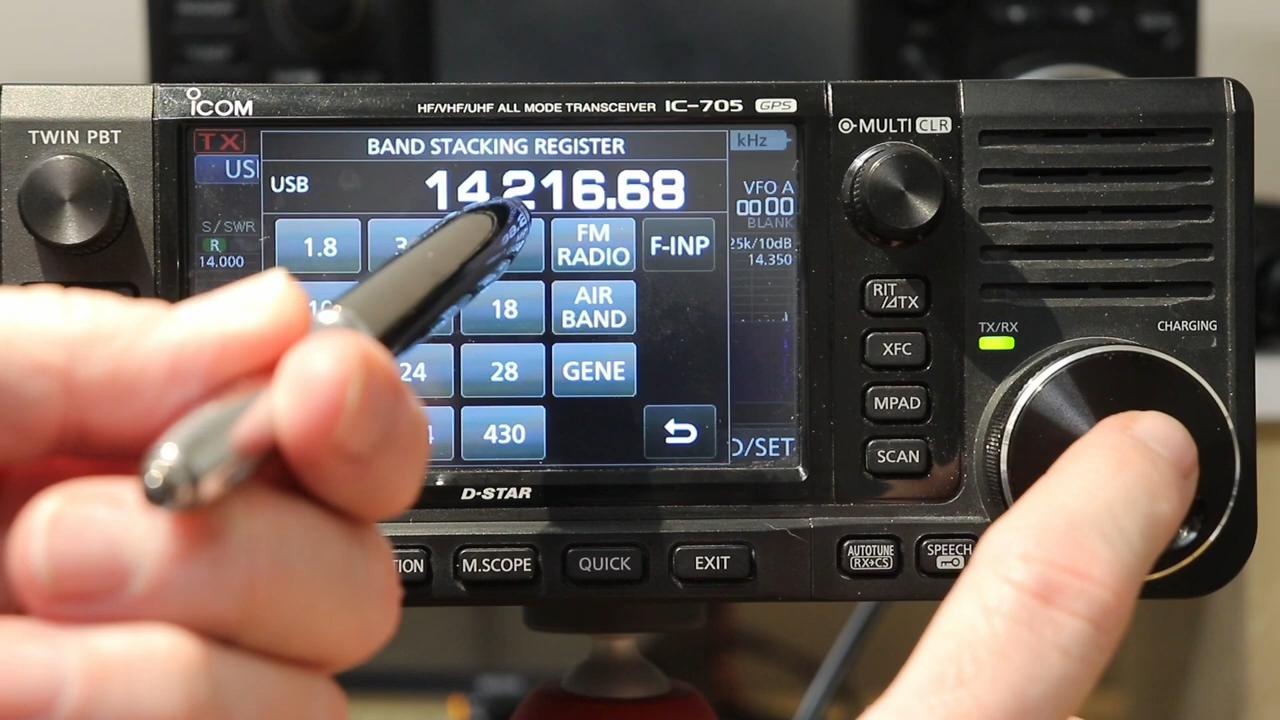 ICOM
HF/VHF/UHF ALL MODE TRANSCEIVER IC-705 GPS
TWIN PBT
MULTI CLR
TX
BAND STACKING REGISTER
kHz
USB
14.216.68
VFO A
00 00
BLANK
S/SWR
R
14.000
1.8
FM RADIO
F-INP
25k/10dB
14.350
18
AIR BAND
24
28
GENE
430
D/SET
RIT/⊿TX
XFC
MPAD
SCAN
TX/RX
CHARGING
D-STAR
M.SCOPE
QUICK
EXIT
AUTOTUNE
RX→CS
SPEECH